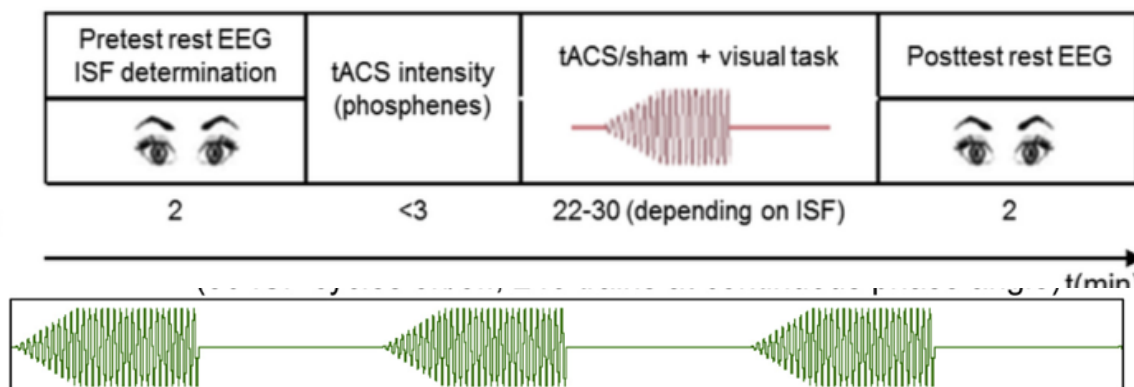 Pretest rest EEG
ISF determination
tACS intensity
(phosphenes)
tACS/sham + visual task
Posttest rest EEG
2
<3
22-30 (depending on ISF)
2
t(min)